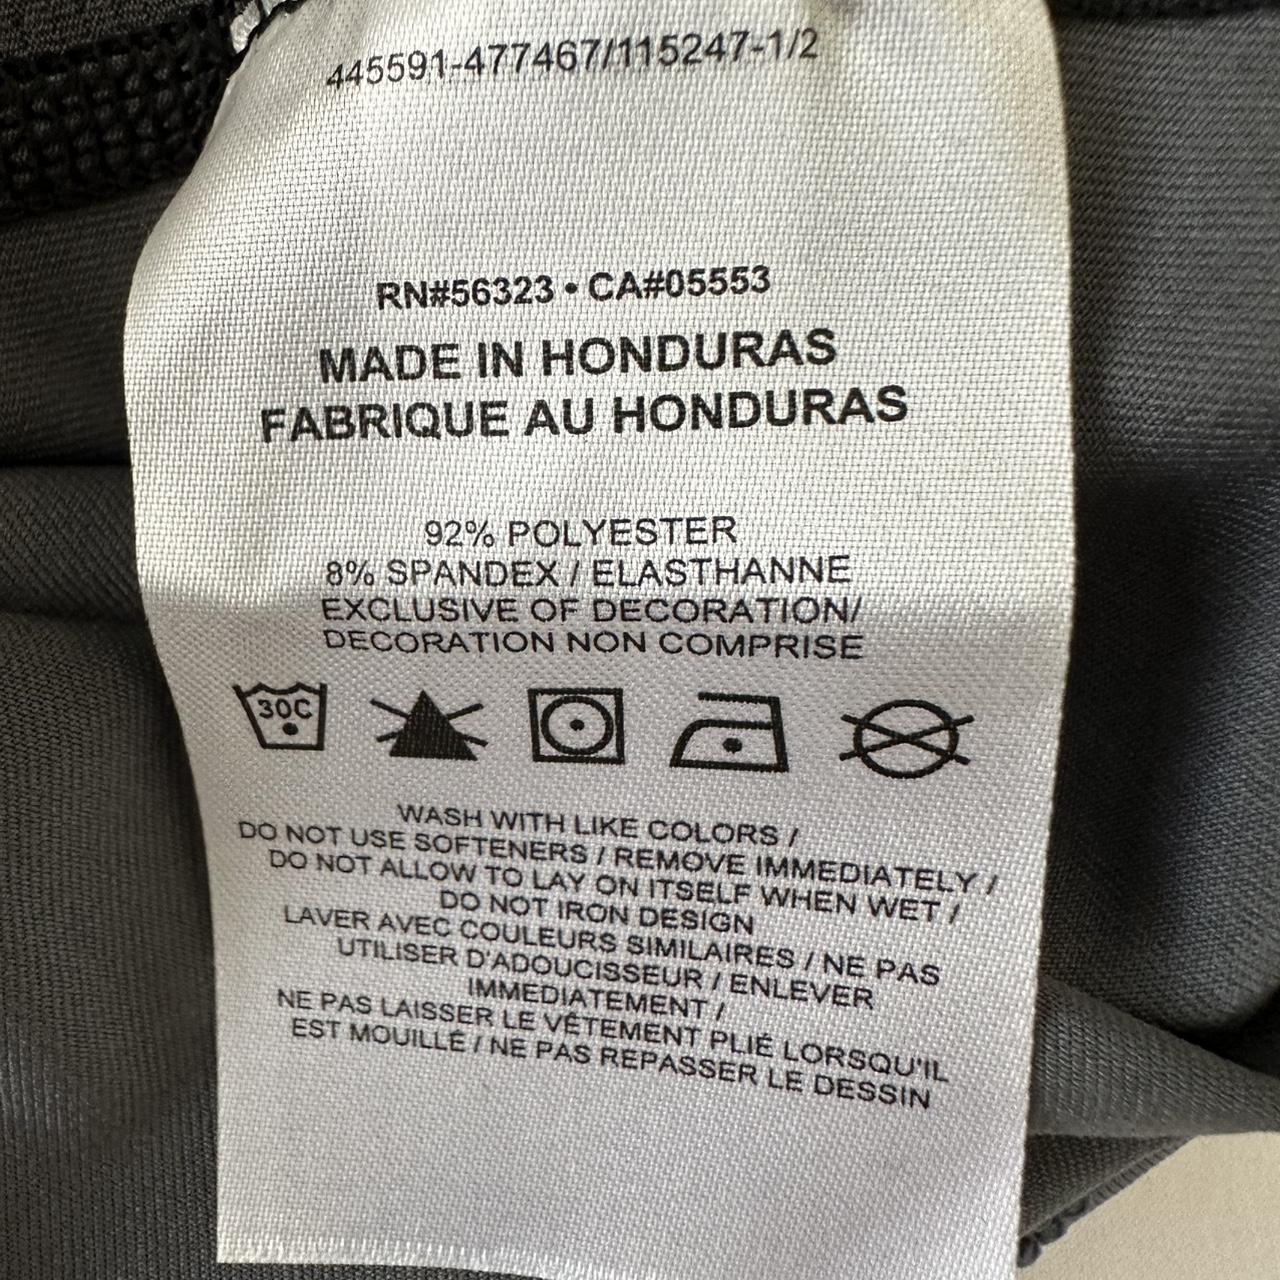 445591-477467/115247-1/2
RN#56323 • CA#05553
MADE IN HONDURAS
FABRIQUE AU HONDURAS
92% POLYESTER
8% SPANDEX / ELASTHANNE
EXCLUSIVE OF DECORATION/
DECORATION NON COMPRISE
30C
WASH WITH LIKE COLORS /
DO NOT USE SOFTENERS / REMOVE IMMEDIATELY /
DO NOT ALLOW TO LAY ON ITSELF WHEN WET /
DO NOT IRON DESIGN
LAVER AVEC COULEURS SIMILAIRES / NE PAS
UTILISER D'ADOUCISSEUR / ENLEVER
IMMEDIATEMENT /
NE PAS LAISSER LE VÊTEMENT PLIÉ LORSQU'IL
EST MOUILLÉ / NE PAS REPASSER LE DESSIN